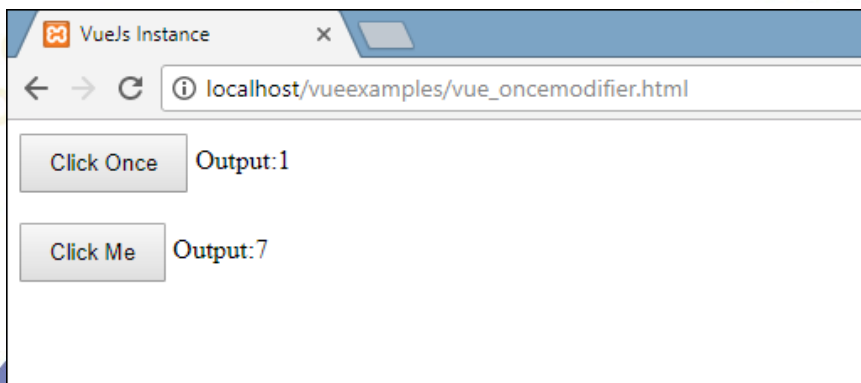 VueJs Instance
localhost/vueexamples/vue_oncemodifier.html
Click Once Output:1
Click Me Output:7